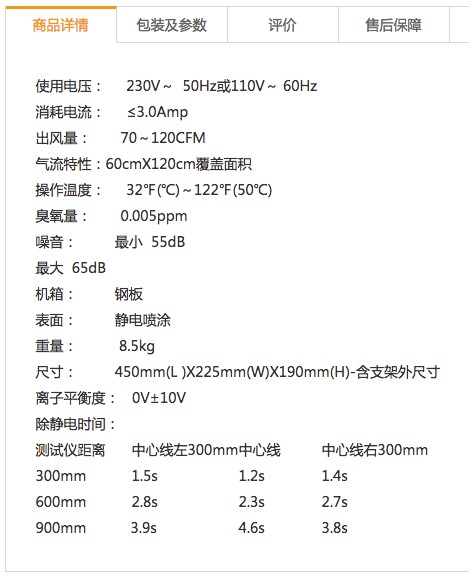 商品详情 包装及参数 评价 售后保障
使用电压： 230V～ 50Hz或110V～ 60Hz
消耗电流： ≤3.0Amp
出风量： 70～120CFM
气流特性：60cmX120cm覆盖面积
操作温度： 32℉(℃)～122℉(50℃)
臭氧量： 0.005ppm
噪音： 最小 55dB
最大 65dB
机箱： 钢板
表面： 静电喷涂
重量： 8.5kg
尺寸： 450mm(L )X225mm(W)X190mm(H)-含支架外尺寸
离子平衡度： 0V±10V
除静电时间：
测试仪距离 中心线左300mm中心线 中心线右300mm
300mm 1.5s 1.2s 1.4s
600mm 2.8s 2.3s 2.7s
900mm 3.9s 4.6s 3.8s